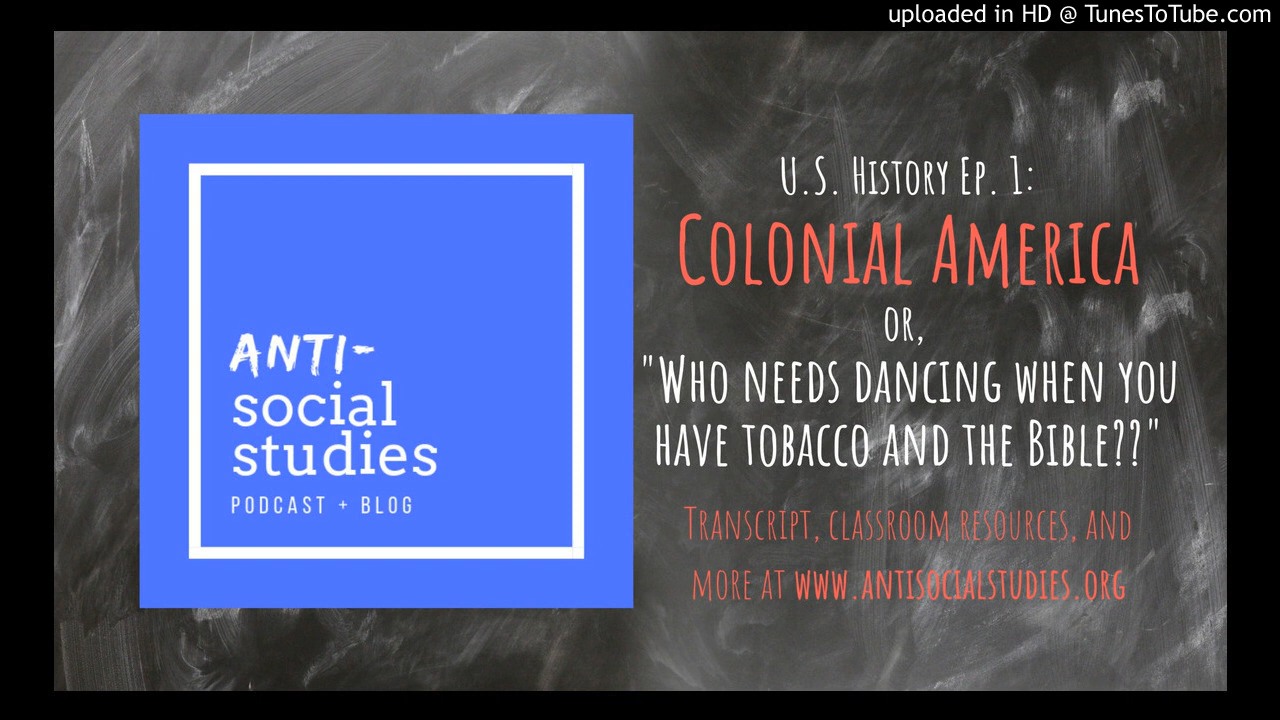 uploaded in HD @ TunesToTube.com
ANTI-
social
studies
PODCAST + BLOG
U.S. History Ep. 1:
Colonial America
or,
"Who needs dancing when you
have tobacco and the Bible??"
Transcript, classroom resources, and
more at www.antisocialstudies.org